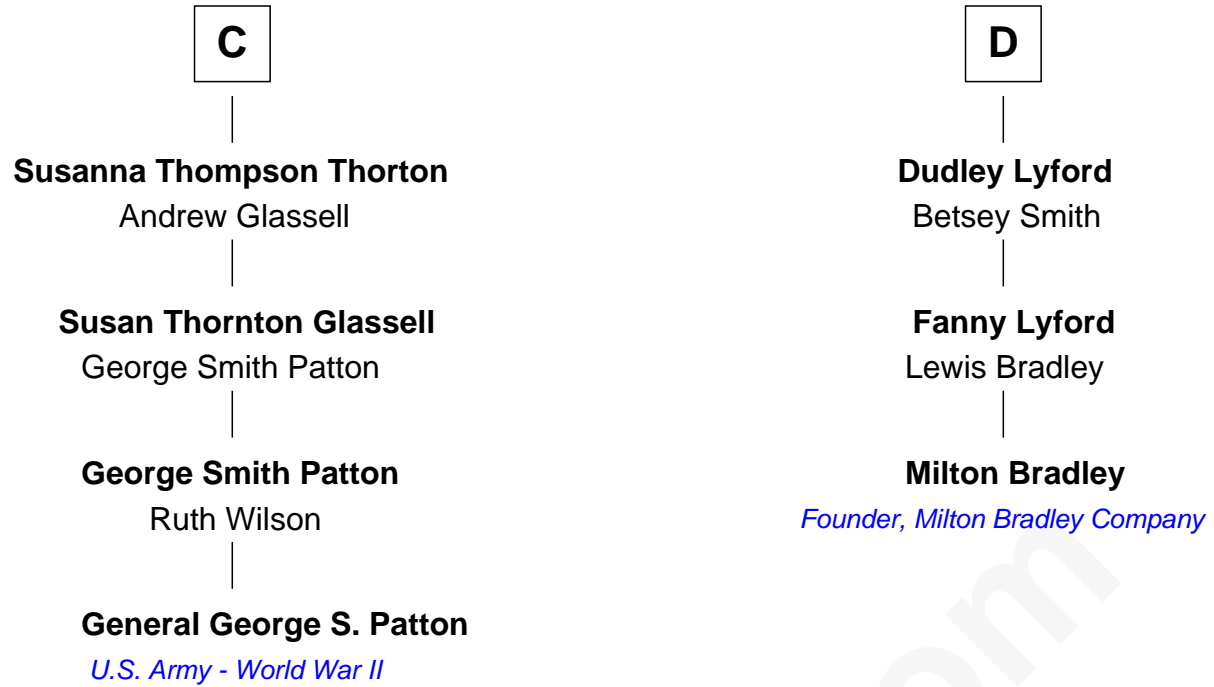 C
Susanna Thompson Thorton
Andrew Glassell
Susan Thornton Glassell
George Smith Patton
George Smith Patton
Ruth Wilson
General George S. Patton
U.S. Army - World War II
D
Dudley Lyford
Betsey Smith
Fanny Lyford
Lewis Bradley
Milton Bradley
Founder, Milton Bradley Company
om